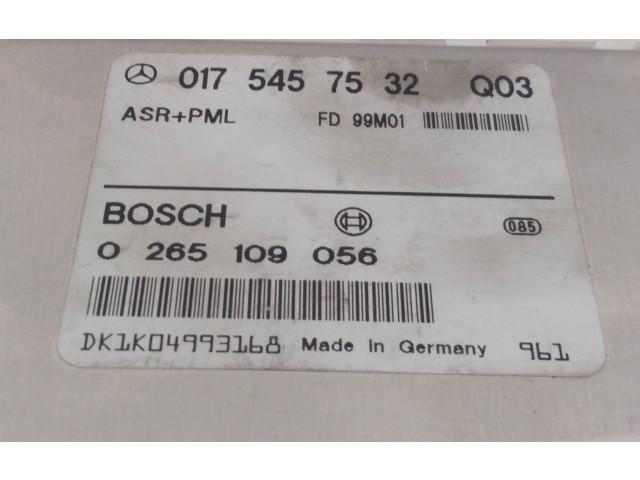 017 545 75 32 Q03
ASR+PML FD 99M01
BOSCH 085
0 265 109 056
DK1K04993168 Made in Germany 961